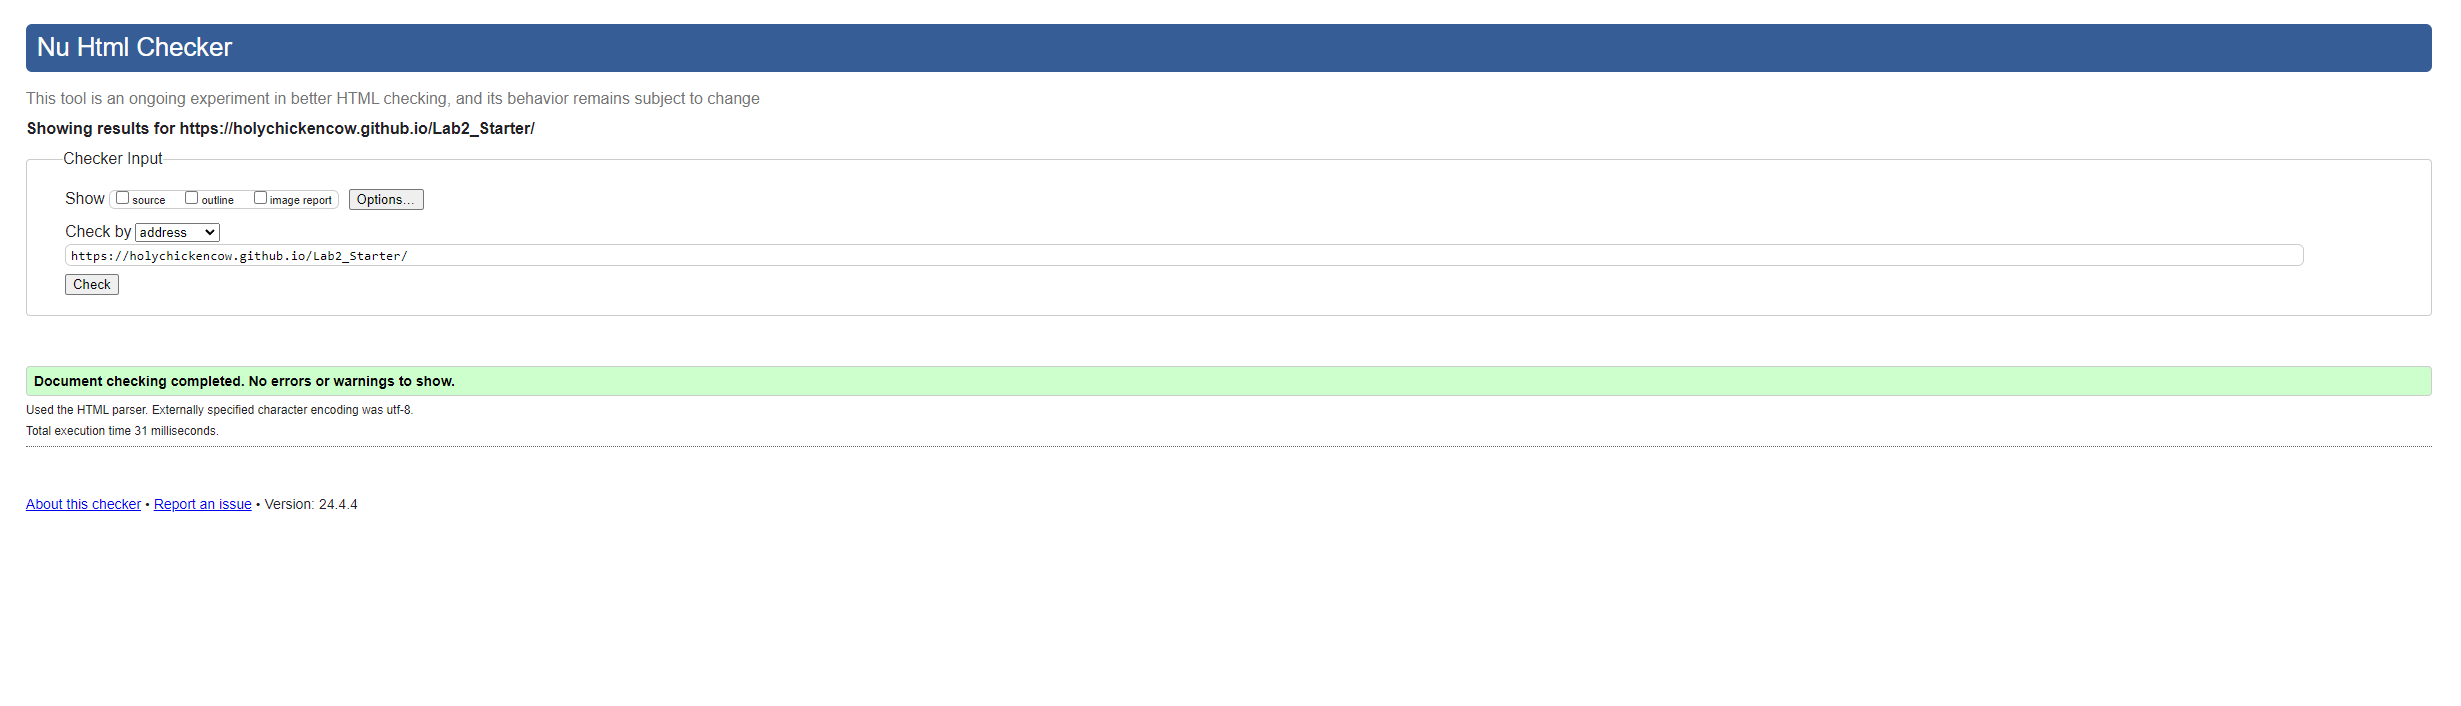 Nu Html Checker
This tool is an ongoing experiment in better HTML checking, and its behavior remains subject to change
Showing results for https://holychickencow.github.io/Lab2_Starter/
Checker Input
Show source outline image report Options...
Check by address
https://holychickencow.github.io/Lab2_Starter/
Check
Document checking completed. No errors or warnings to show.
Used the HTML parser. Externally specified character encoding was utf-8.
Total execution time 31 milliseconds.
About this checker • Report an issue • Version: 24.4.4